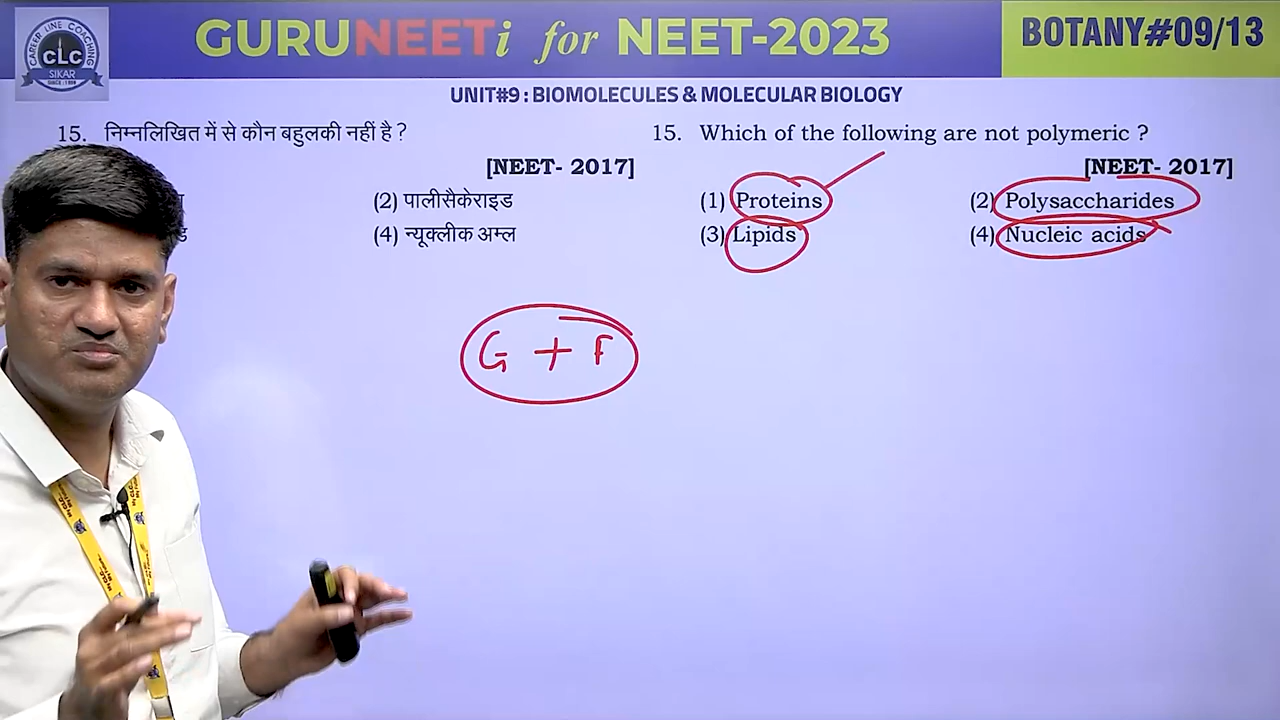 GURUNEETi for NEET-2023
BOTANY#09/13
CAREER LINE COACHING
CLC
SIKAR
UNIT#9 : BIOMOLECULES & MOLECULAR BIOLOGY
15. निम्नलिखित में से कौन बहुलकी नहीं है ?
[NEET- 2017]
(2) पालीसैकेराइड
(4) न्यूक्लीक अम्ल
15. Which of the following are not polymeric ?
[NEET- 2017]
(1) Proteins
(2) Polysaccharides
(3) Lipids
(4) Nucleic acids
G + F